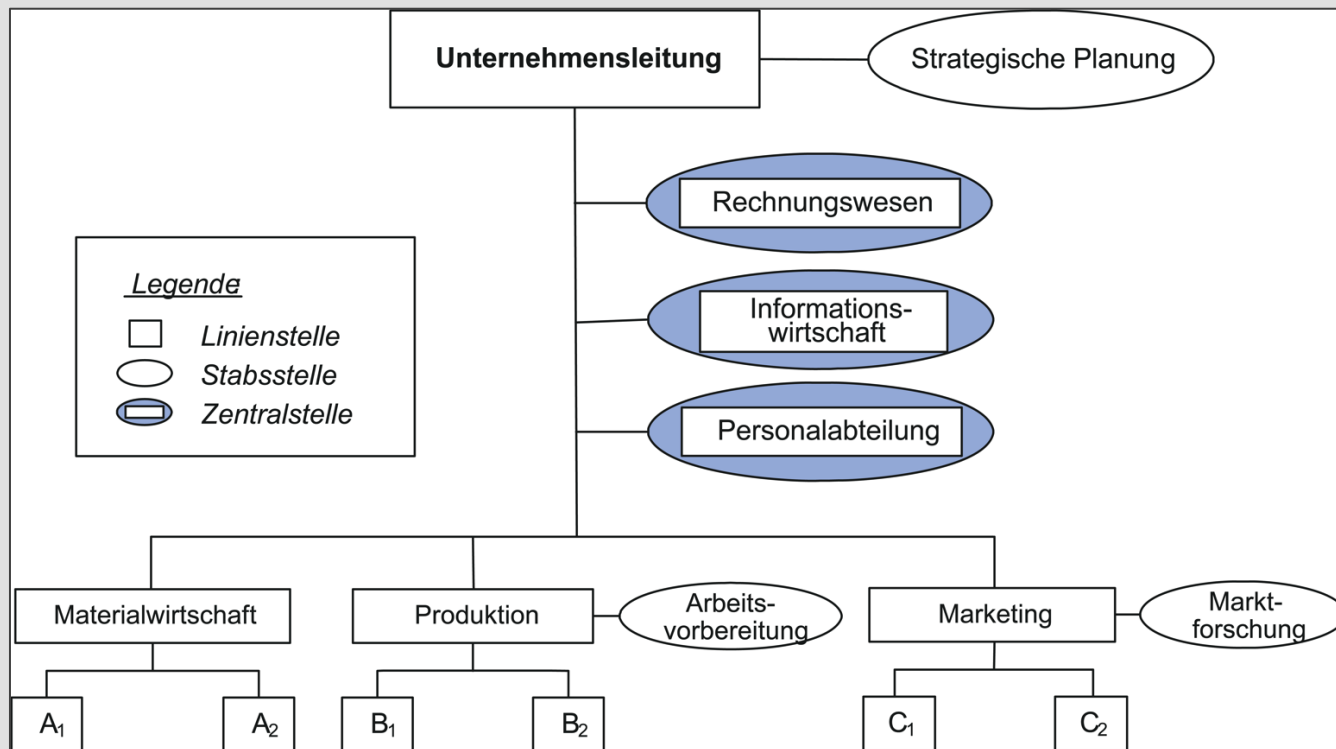 Unternehmensleitung
Strategische Planung
Rechnungswesen
Legende
Linienstelle
Stabsstelle
Zentralstelle
Informations-
wirtschaft
Personalabteilung
Materialwirtschaft
Produktion
Arbeits-
vorbereitung
Marketing
Markt-
forschung
A₁
A₂
B₁
B₂
C₁
C₂